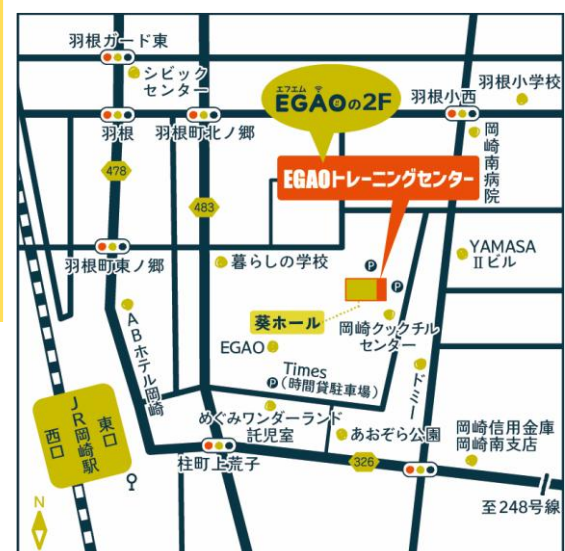 羽根ガード東
シビック
センター
エフエム
EGAOの2F
羽根小学校
羽根小西
羽根
羽根町北ノ郷
岡崎南病院
EGAOトレーニングセンター
478
483
羽根町東ノ郷
暮らしの学校
P
P
YAMASA
Ⅱビル
葵ホール
岡崎クックチル
センター
ABホテル岡崎
EGAO
Times
P(時間貸駐車場)
ドミー
めぐみワンダーランド
託児室
あおぞら公園
岡崎信用金庫
岡崎南支店
東口
JR岡崎駅
西口
柱町上荒子
326
至248号線
N